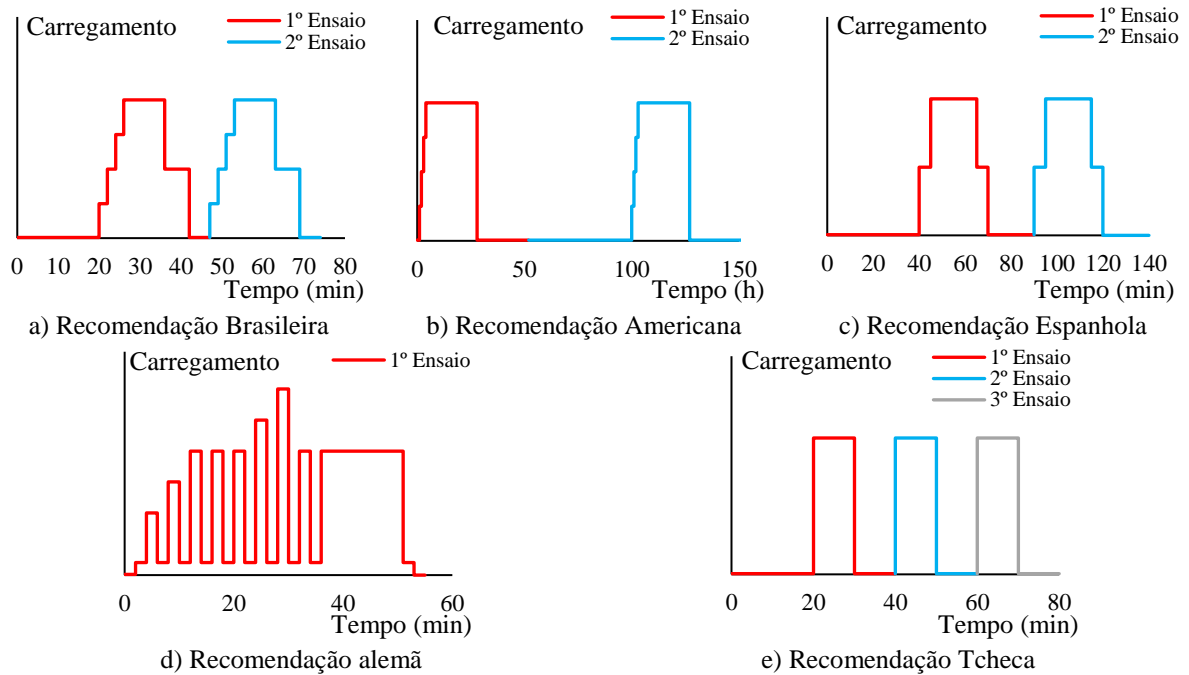 Carregamento
1º Ensaio
2º Ensaio
0 10 20 30 40 50 60 70 80
Tempo (min)
a) Recomendação Brasileira
Carregamento
1º Ensaio
2º Ensaio
0 50 100 150
Tempo (h)
b) Recomendação Americana
Carregamento
1º Ensaio
2º Ensaio
0 20 40 60 80 100 120 140
Tempo (min)
c) Recomendação Espanhola
Carregamento
1º Ensaio
0 20 40 60
Tempo (min)
d) Recomendação alemã
Carregamento
1º Ensaio
2º Ensaio
3º Ensaio
0 20 40 60 80
Tempo (min)
e) Recomendação Tcheca